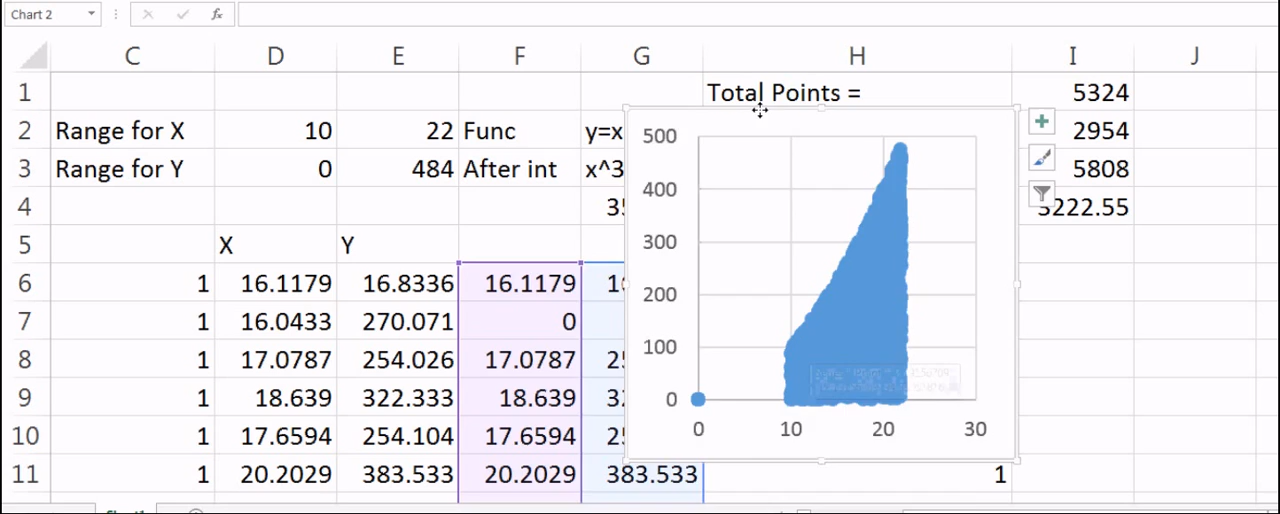 Chart 2 fx
C D E F G H I J
1 Total Points = 5324
2 Range for X 10 22 Func y=x 2954
3 Range for Y 0 484 After int x^3 5808
4 3222.55
5 X Y
6 1 16.1179 16.8336 16.1179
7 1 16.0433 270.071 0
8 1 17.0787 254.026 17.0787
9 1 18.639 322.333 18.639
10 1 17.6594 254.104 17.6594
11 1 20.2029 383.533 20.2029 383.533 1
500
400
300
200
100
0
0 10 20 30